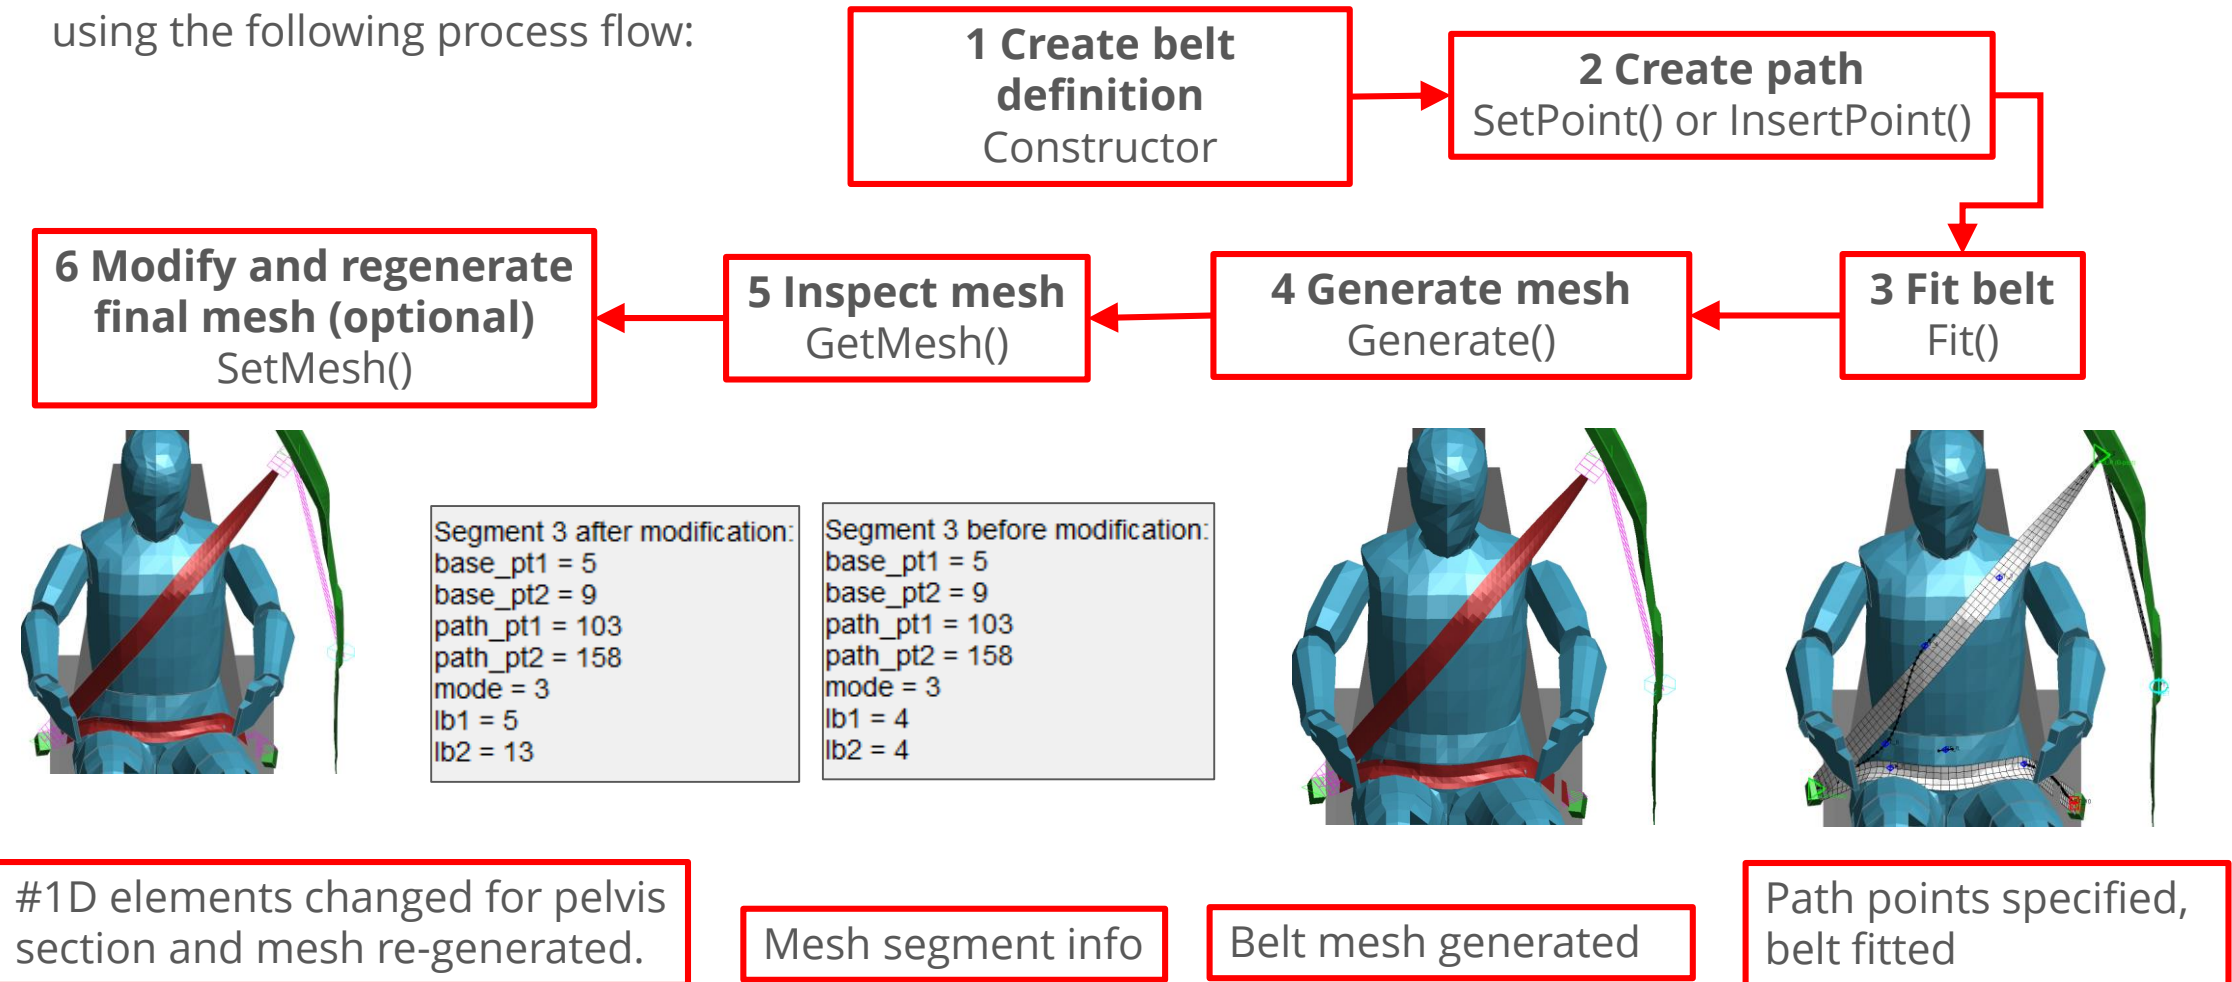 using the following process flow:
1 Create belt
definition
Constructor
2 Create path
SetPoint() or InsertPoint()
3 Fit belt
Fit()
4 Generate mesh
Generate()
5 Inspect mesh
GetMesh()
6 Modify and regenerate
final mesh (optional)
SetMesh()
Segment 3 after modification:
base_pt1 = 5
base_pt2 = 9
path_pt1 = 103
path_pt2 = 158
mode = 3
lb1 = 5
lb2 = 13
Segment 3 before modification:
base_pt1 = 5
base_pt2 = 9
path_pt1 = 103
path_pt2 = 158
mode = 3
lb1 = 4
lb2 = 4
#1D elements changed for pelvis
section and mesh re-generated.
Mesh segment info
Belt mesh generated
Path points specified,
belt fitted